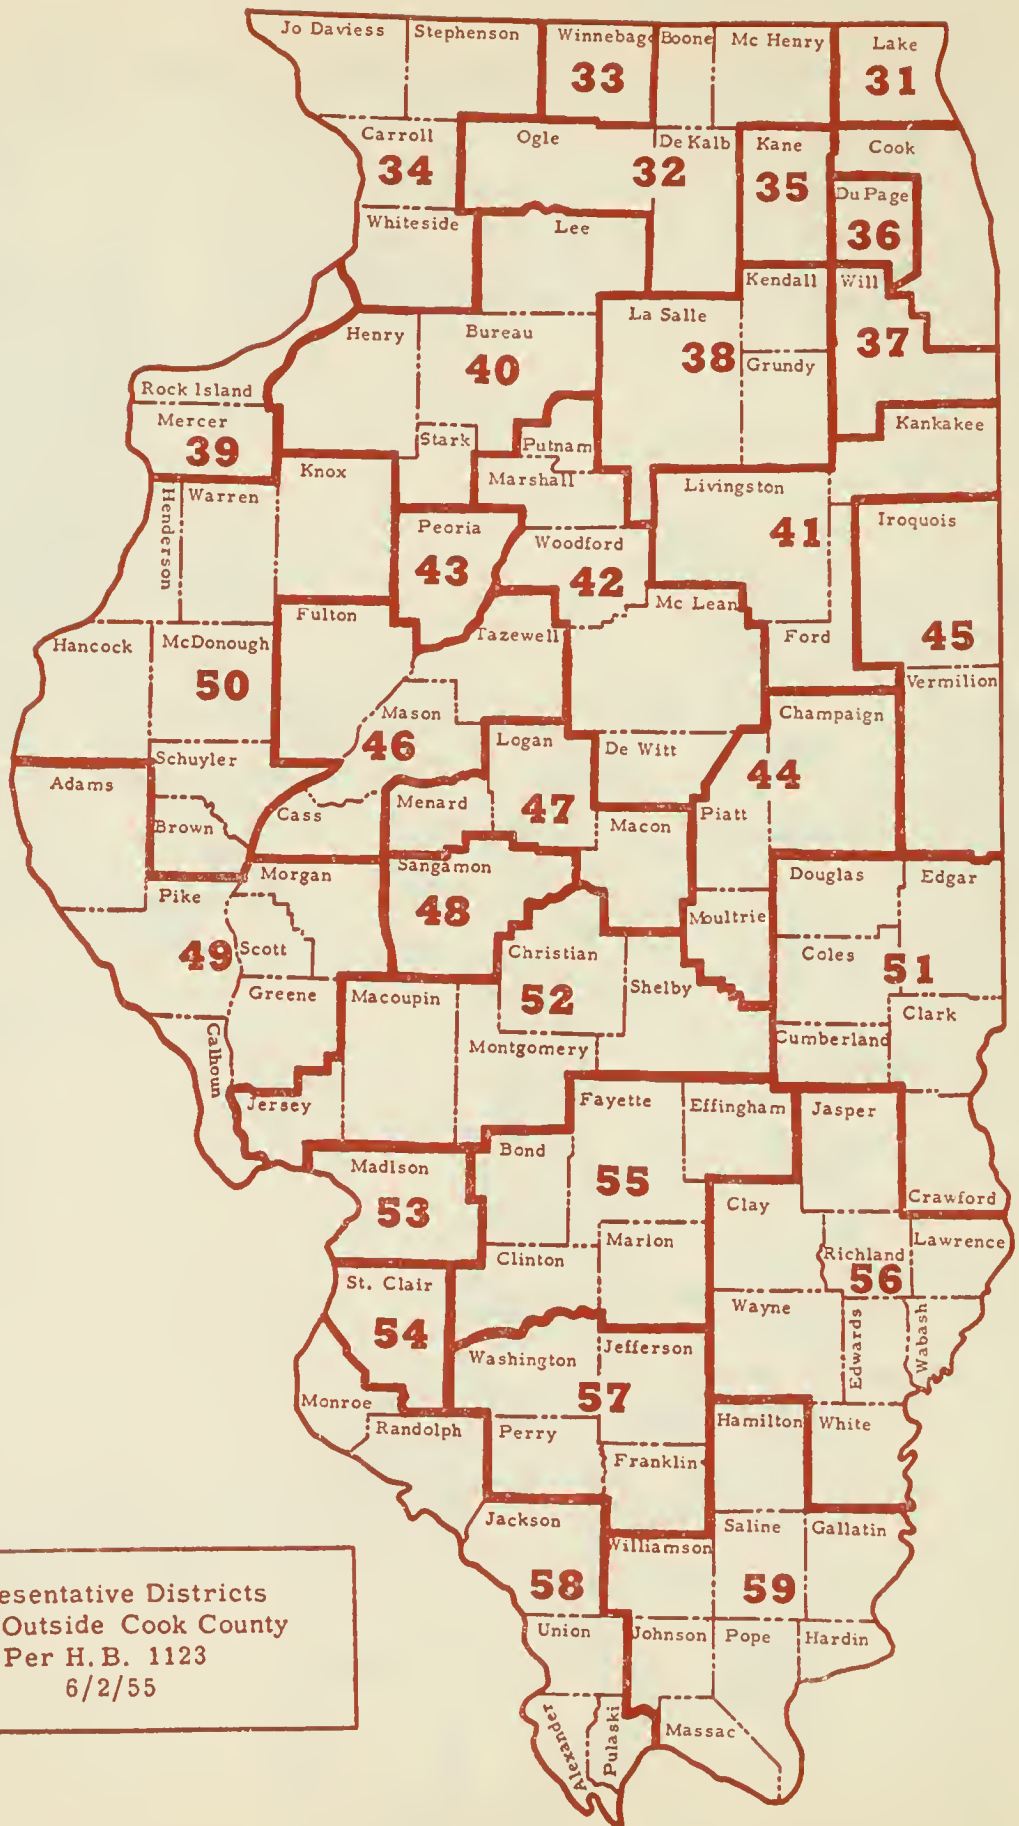 Jo Daviess
Stephenson
Winnebago
Boone
Mc Henry
Lake
33
31
Carroll
Ogle
De Kalb
Kane
Cook
34
32
35
Du Page
Whiteside
Lee
36
Kendall
Will
La Salle
Henry
Bureau
40
38
37
Grundy
Rock Island
Mercer
39
Stark
Putnam
Kankakee
Knox
Marshall
Livingston
Henderson
Warren
Peoria
Woodford
41
Iroquois
43
42
Mc Lean
Fulton
Tazewell
Ford
45
Hancock
McDonough
50
Vermilion
Mason
46
Champaign
Logan
De Witt
Schuyler
Adams
44
Menard
47
Cass
Brown
Macon
Piatt
Sangamon
Morgan
Douglas
Edgar
Pike
48
Moultrie
49
Scott
Christian
Coles
51
Greene
Macoupin
52
Shelby
Clark
Calhoun
Montgomery
Cumberland
Jersey
Fayette
Effingham
Jasper
Madison
Bond
53
55
Clay
Crawford
Marion
Clinton
Richland
Lawrence
St. Clair
56
54
Wayne
Edwards
Wabash
Washington
Jefferson
57
Monroe
Randolph
Perry
Hamilton
White
Franklin
Jackson
Williamson
Saline
Gallatin
58
59
Union
Johnson
Pope
Hardin
Alexander
Pulaski
Massac
esentative Districts
Outside Cook County
Per H. B. 1123
6/2/55